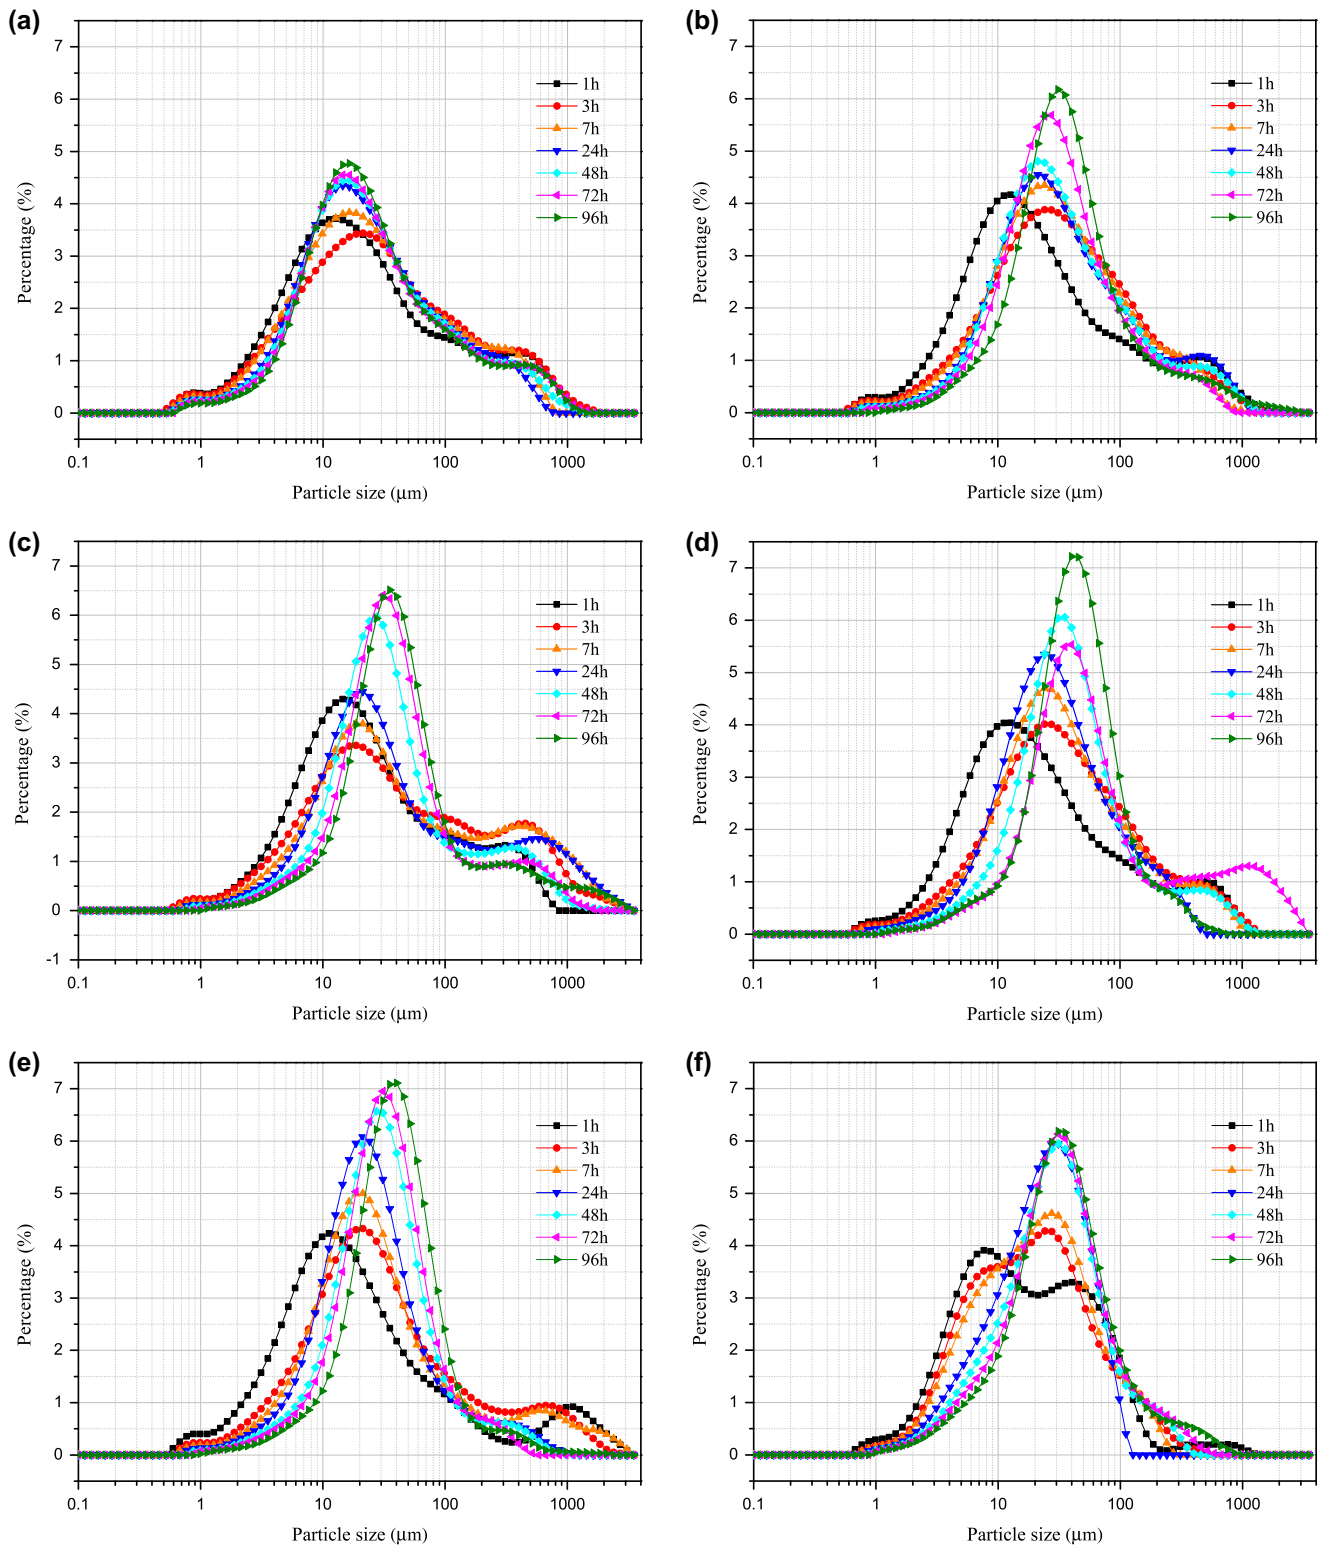 (a)
7
6
5
4
3
2
1
0
Percentage (%)
0.1 1 10 100 1000
Particle size (μm)
1h
3h
7h
24h
48h
72h
96h
(b)
7
6
5
4
3
2
1
0
Percentage (%)
0.1 1 10 100 1000
Particle size (μm)
1h
3h
7h
24h
48h
72h
96h
(c)
7
6
5
4
3
2
1
0
-1
Percentage (%)
0.1 1 10 100 1000
Particle size (μm)
1h
3h
7h
24h
48h
72h
96h
(d)
7
6
5
4
3
2
1
0
Percentage (%)
0.1 1 10 100 1000
Particle size (μm)
1h
3h
7h
24h
48h
72h
96h
(e)
7
6
5
4
3
2
1
0
Percentage (%)
0.1 1 10 100 1000
Particle size (μm)
1h
3h
7h
24h
48h
72h
96h
(f)
7
6
5
4
3
2
1
0
Percentage (%)
0.1 1 10 100 1000
Particle size (μm)
1h
3h
7h
24h
48h
72h
96h